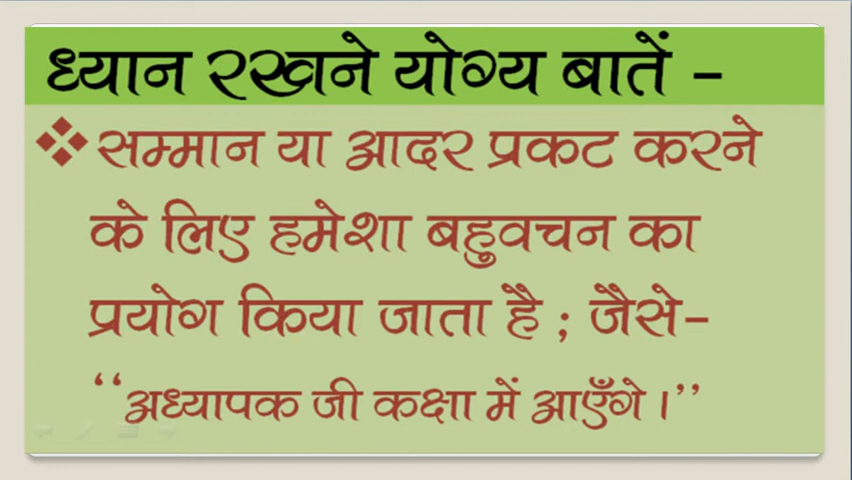 ध्यान रखने योग्य बातें -
❖सम्मान या आदर प्रकट करने
के लिए हमेशा बहुवचन का
प्रयोग किया जाता है ; जैसे-
‘‘अध्यापक जी कक्षा में आएँगे ।’’